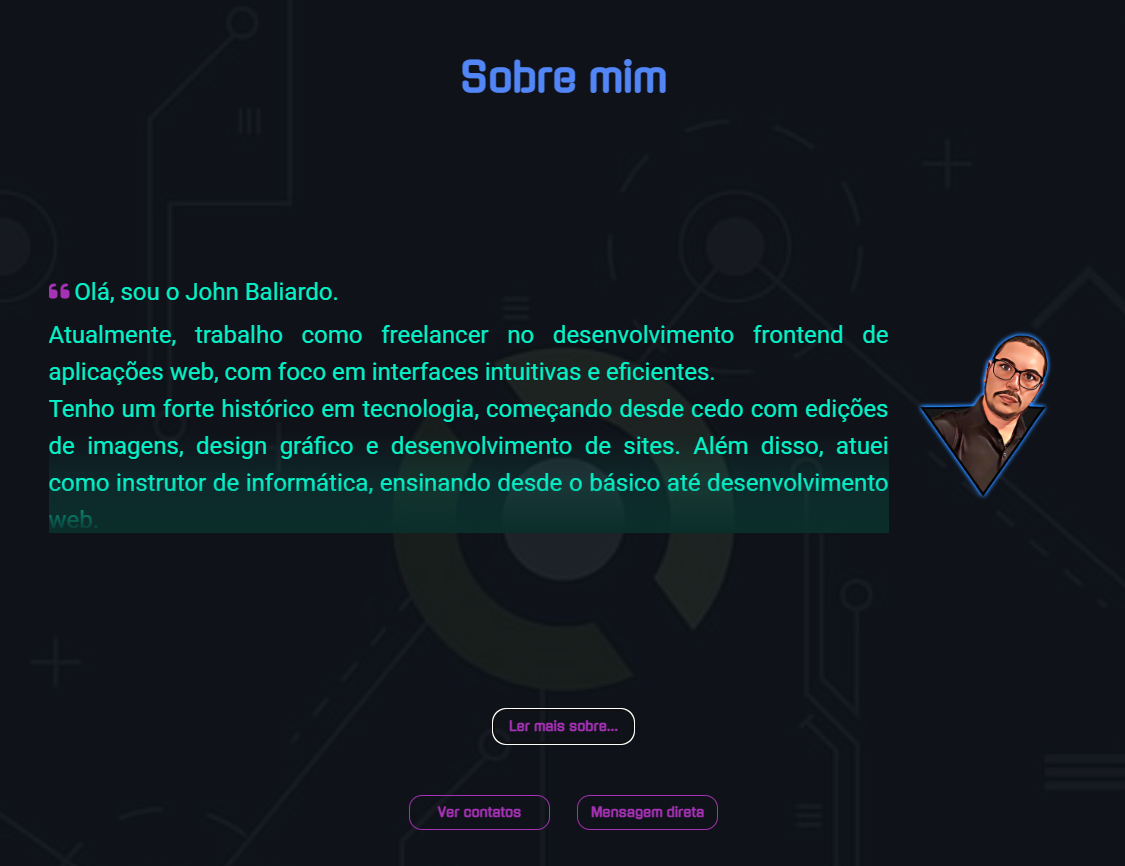 Sobre mim
Olá, sou o John Baliardo.
Atualmente, trabalho como freelancer no desenvolvimento frontend de
aplicações web, com foco em interfaces intuitivas e eficientes.
Tenho um forte histórico em tecnologia, começando desde cedo com edições
de imagens, design gráfico e desenvolvimento de sites. Além disso, atuei
como instrutor de informática, ensinando desde o básico até desenvolvimento
web.
Ler mais sobre...
Ver contatos
Mensagem direta